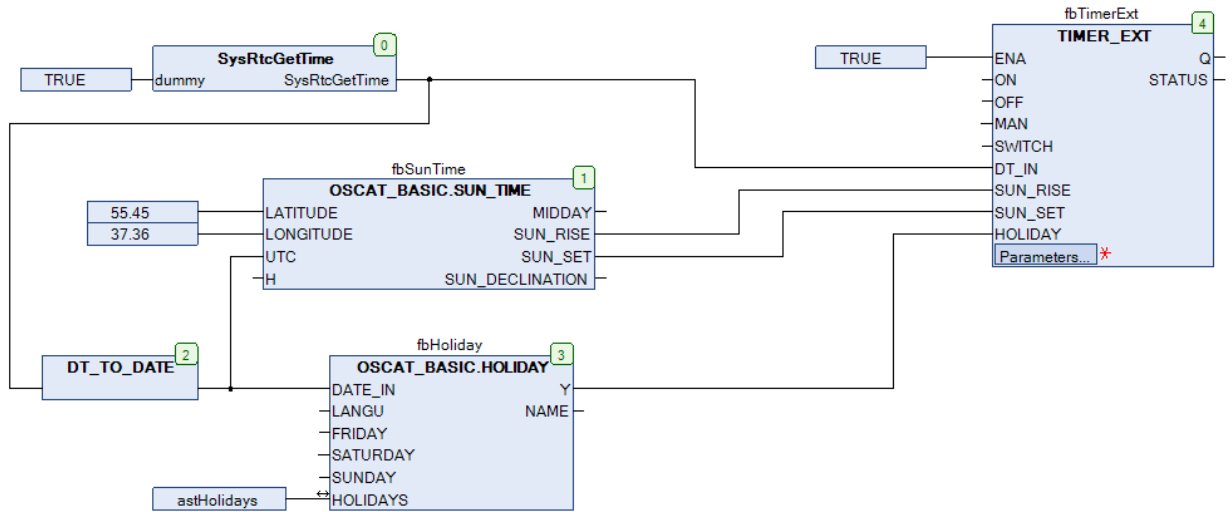 fbTimerExt
4
TIMER_EXT
0
SysRtcGetTime
TRUE
dummy
SysRtcGetTime
TRUE
ENA
Q
ON
STATUS
OFF
MAN
SWITCH
DT_IN
SUN_RISE
SUN_SET
HOLIDAY
Parameters...
fbSunTime
1
OSCAT_BASIC.SUN_TIME
55.45
LATITUDE
MIDDAY
37.36
LONGITUDE
SUN_RISE
UTC
SUN_SET
H
SUN_DECLINATION
2
DT_TO_DATE
fbHoliday
3
OSCAT_BASIC.HOLIDAY
DATE_IN
Y
LANGU
NAME
FRIDAY
SATURDAY
SUNDAY
astHolidays
HOLIDAYS